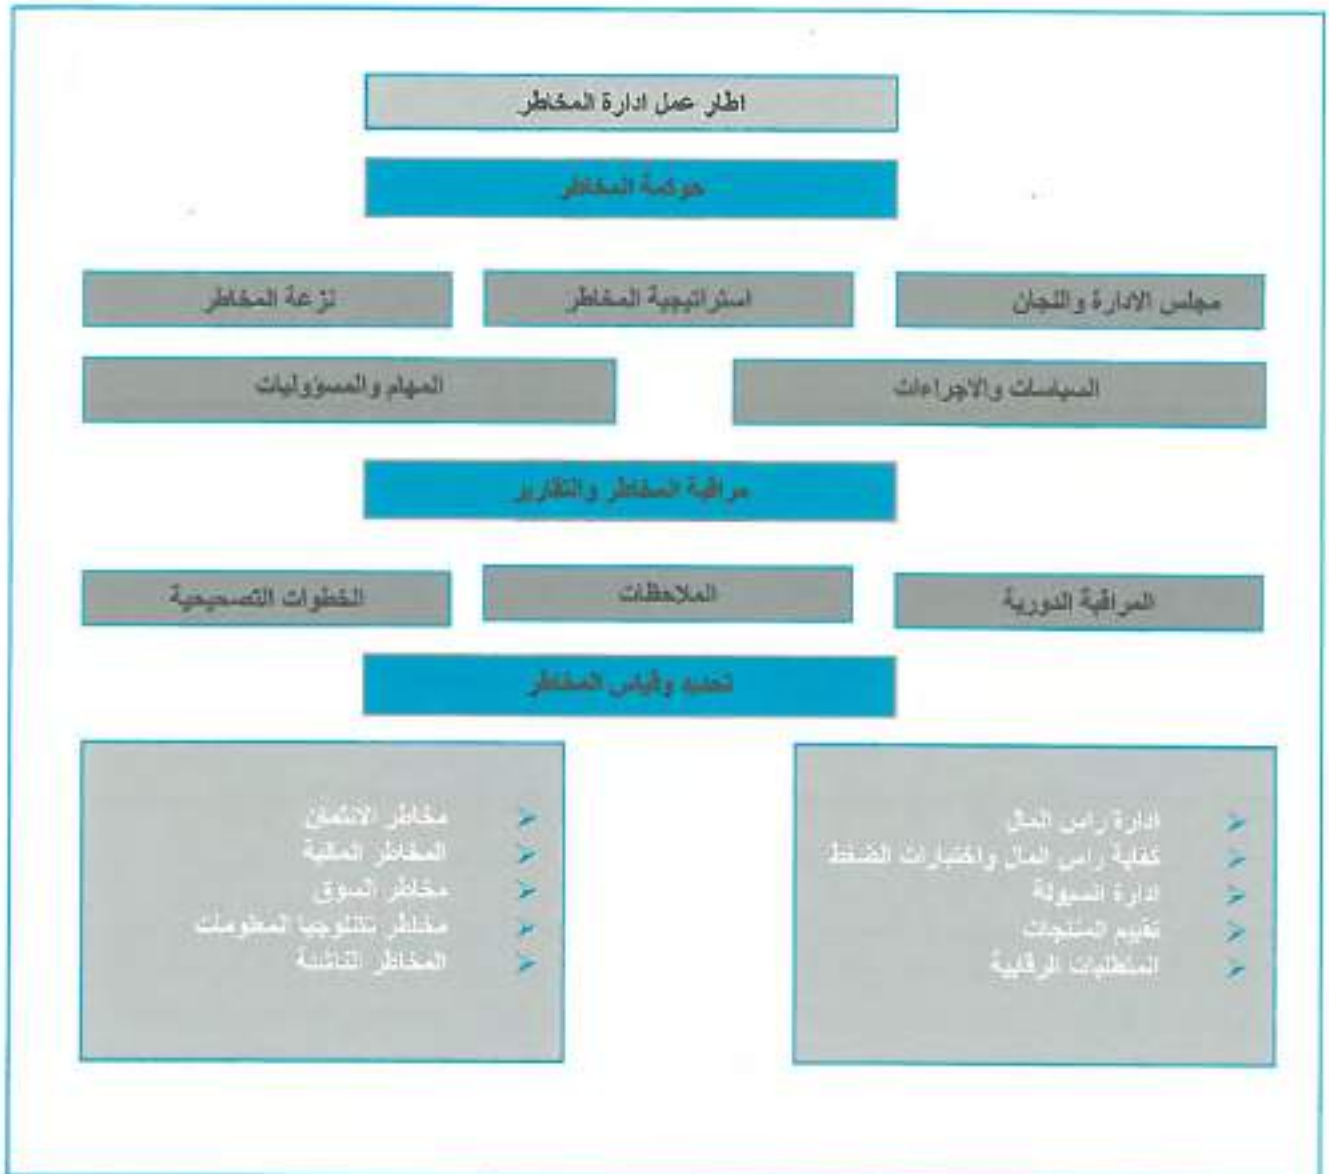 اطار عمل ادارة المخاطر
حوكمة المخاطر
مجلس الادارة واللجان
استراتيجية المخاطر
نزعة المخاطر
السياسات والاجراءات
المهام والمسؤوليات
مراقبة المخاطر والتقارير
المراقبة الدورية
الملاحظات
الخطوات التصحيحية
تحديد وقياس المخاطر
ادارة راس المال
كفاية راس المال واختبارات الضغط
ادارة السيولة
تقييم المنتجات
المتطلبات الرقابية
مخاطر الائتمان
المخاطر المالية
مخاطر السوق
مخاطر تكنلوجيا المعلومات
المخاطر الناشئة